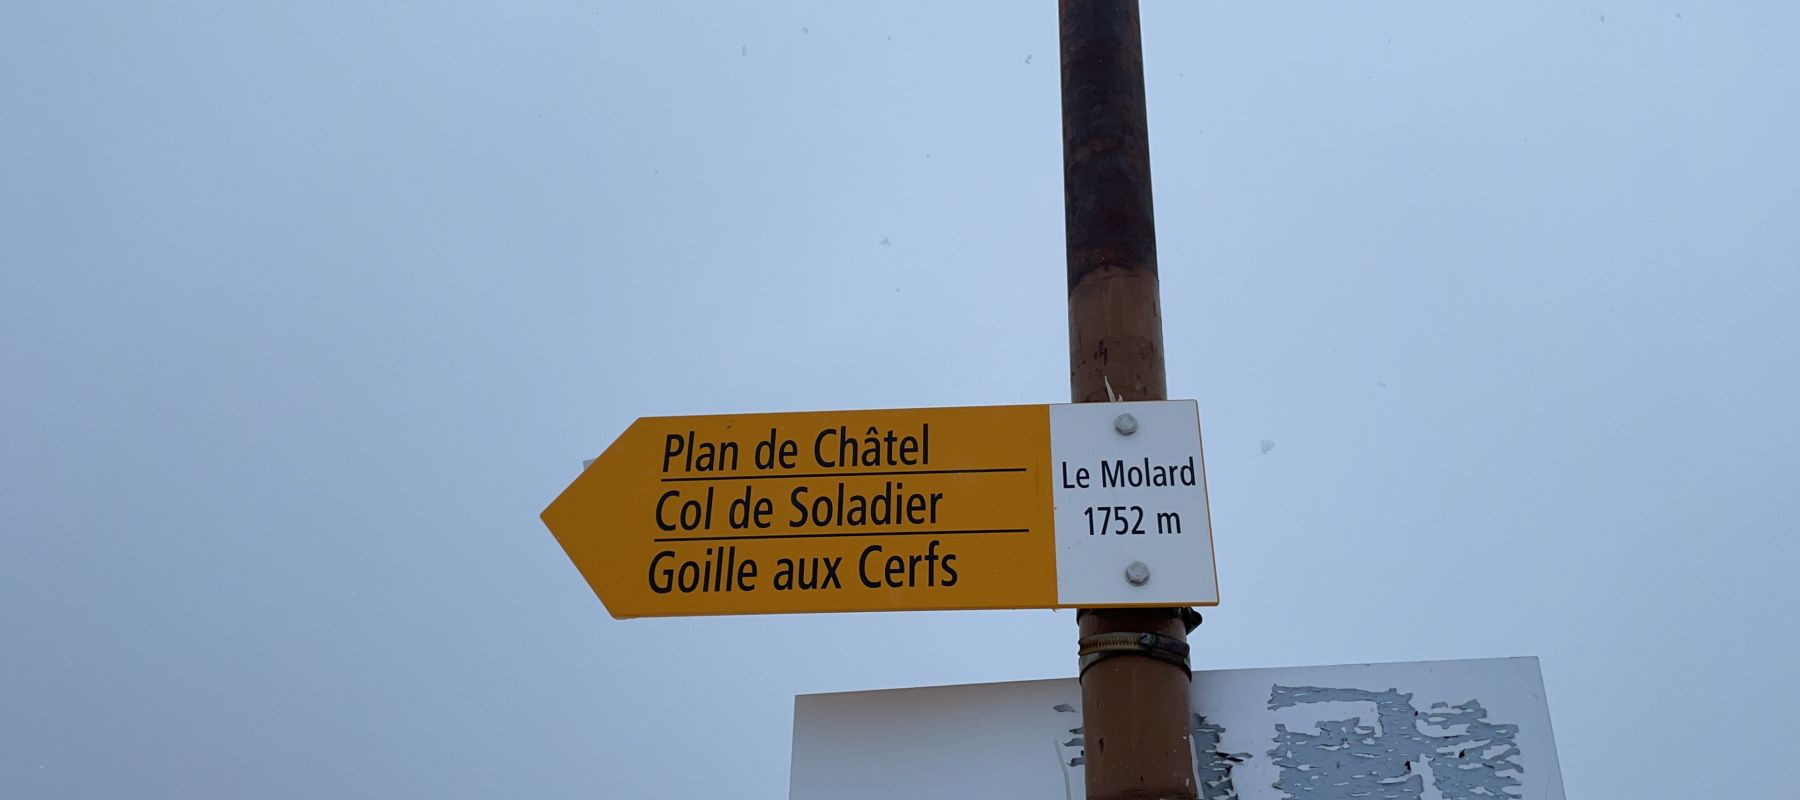 Plan de Châtel
Col de Soladier
Goille aux Cerfs
Le Molard
1752 m